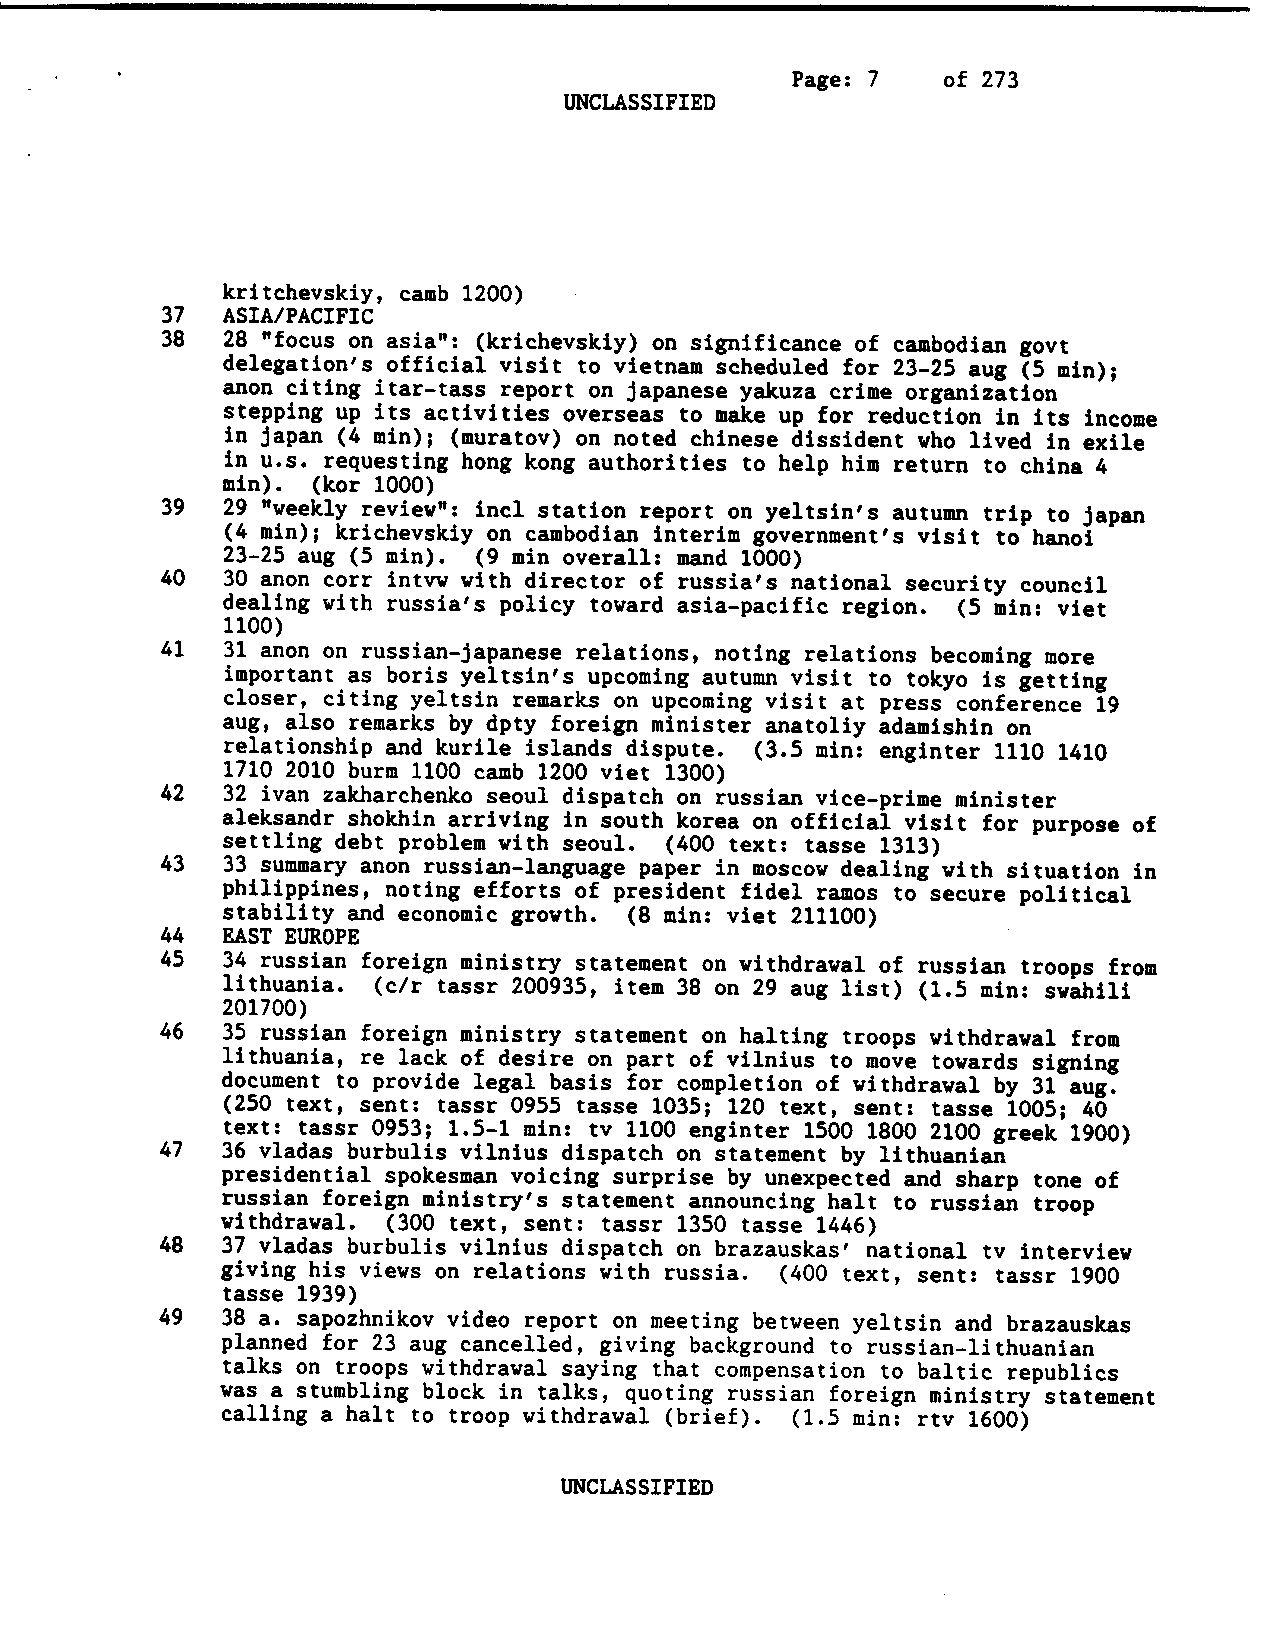 Page: 7 of 273
UNCLASSIFIED
kritchevskiy, camb 1200)
37 ASIA/PACIFIC
38 28 "focus on asia": (krichevskiy) on significance of cambodian govt
delegation's official visit to vietnam scheduled for 23-25 aug (5 min);
anon citing itar-tass report on japanese yakuza crime organization
stepping up its activities overseas to make up for reduction in its income
in japan (4 min); (muratov) on noted chinese dissident who lived in exile
in u.s. requesting hong kong authorities to help him return to china 4
min). (kor 1000)
39 29 "weekly review": incl station report on yeltsin's autumn trip to japan
(4 min); krichevskiy on cambodian interim government's visit to hanoi
23-25 aug (5 min). (9 min overall: mand 1000)
40 30 anon corr intvw with director of russia's national security council
dealing with russia's policy toward asia-pacific region. (5 min: viet
1100)
41 31 anon on russian-japanese relations, noting relations becoming more
important as boris yeltsin's upcoming autumn visit to tokyo is getting
closer, citing yeltsin remarks on upcoming visit at press conference 19
aug, also remarks by dpty foreign minister anatoliy adamishin on
relationship and kurile islands dispute. (3.5 min: enginter 1110 1410
1710 2010 burm 1100 camb 1200 viet 1300)
42 32 ivan zakharchenko seoul dispatch on russian vice-prime minister
aleksandr shokhin arriving in south korea on official visit for purpose of
settling debt problem with seoul. (400 text: tasse 1313)
43 33 summary anon russian-language paper in moscow dealing with situation in
philippines, noting efforts of president fidel ramos to secure political
stability and economic growth. (8 min: viet 211100)
44 EAST EUROPE
45 34 russian foreign ministry statement on withdrawal of russian troops from
lithuania. (c/r tassr 200935, item 38 on 29 aug list) (1.5 min: swahili
201700)
46 35 russian foreign ministry statement on halting troops withdrawal from
lithuania, re lack of desire on part of vilnius to move towards signing
document to provide legal basis for completion of withdrawal by 31 aug.
(250 text, sent: tassr 0955 tasse 1035; 120 text, sent: tasse 1005; 40
text: tassr 0953; 1.5-1 min: tv 1100 enginter 1500 1800 2100 greek 1900)
47 36 vladas burbulis vilnius dispatch on statement by lithuanian
presidential spokesman voicing surprise by unexpected and sharp tone of
russian foreign ministry's statement announcing halt to russian troop
withdrawal. (300 text, sent: tassr 1350 tasse 1446)
48 37 vladas burbulis vilnius dispatch on brazauskas' national tv interview
giving his views on relations with russia. (400 text, sent: tassr 1900
tasse 1939)
49 38 a. sapozhnikov video report on meeting between yeltsin and brazauskas
planned for 23 aug cancelled, giving background to russian-lithuanian
talks on troops withdrawal saying that compensation to baltic republics
was a stumbling block in talks, quoting russian foreign ministry statement
calling a halt to troop withdrawal (brief). (1.5 min: rtv 1600)
UNCLASSIFIED